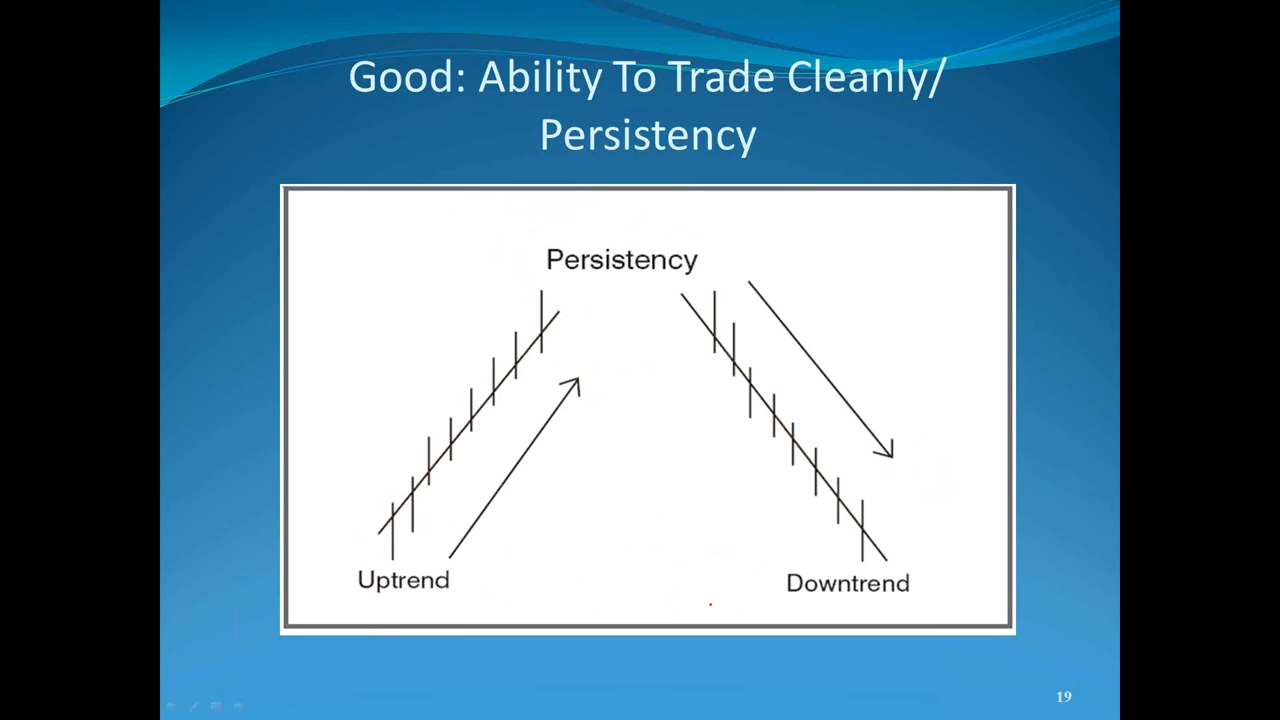 Good: Ability To Trade Cleanly/
Persistency
Persistency
Uptrend
Downtrend
19